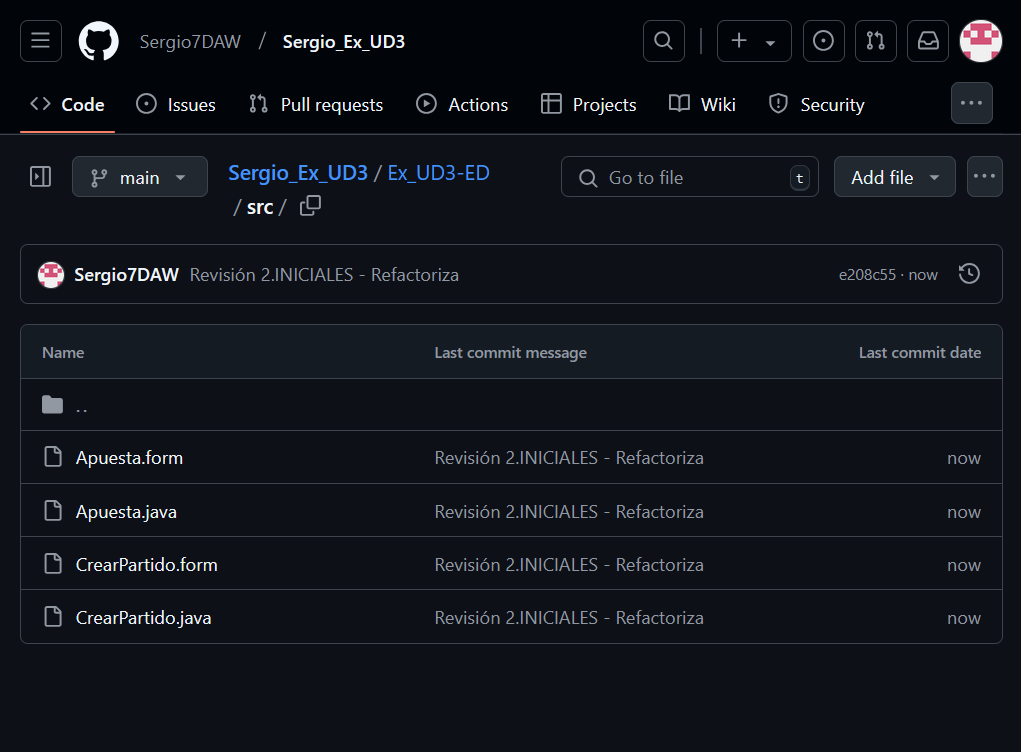 Sergio7DAW / Sergio_Ex_UD3
Code Issues Pull requests Actions Projects Wiki Security
main Sergio_Ex_UD3 / Ex_UD3-ED Go to file t Add file
/ src /
Sergio7DAW Revisión 2.INICIALES - Refactoriza e208c55 · now
Name Last commit message Last commit date
..
Apuesta.form Revisión 2.INICIALES - Refactoriza now
Apuesta.java Revisión 2.INICIALES - Refactoriza now
CrearPartido.form Revisión 2.INICIALES - Refactoriza now
CrearPartido.java Revisión 2.INICIALES - Refactoriza now